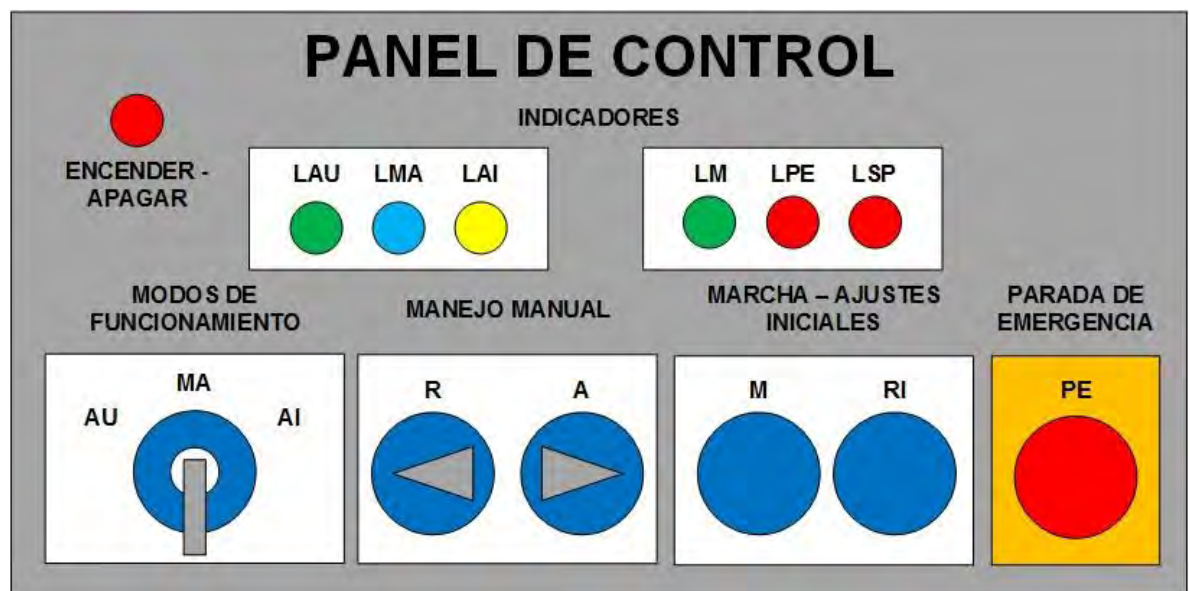 PANEL DE CONTROL
INDICADORES
ENCENDER -
APAGAR
LAU LMA LAI
LM LPE LSP
MODOS DE
FUNCIONAMIENTO
MANEJO MANUAL
MARCHA – AJUSTES
INICIALES
PARADA DE
EMERGENCIA
AU MA AI
R A
M RI
PE